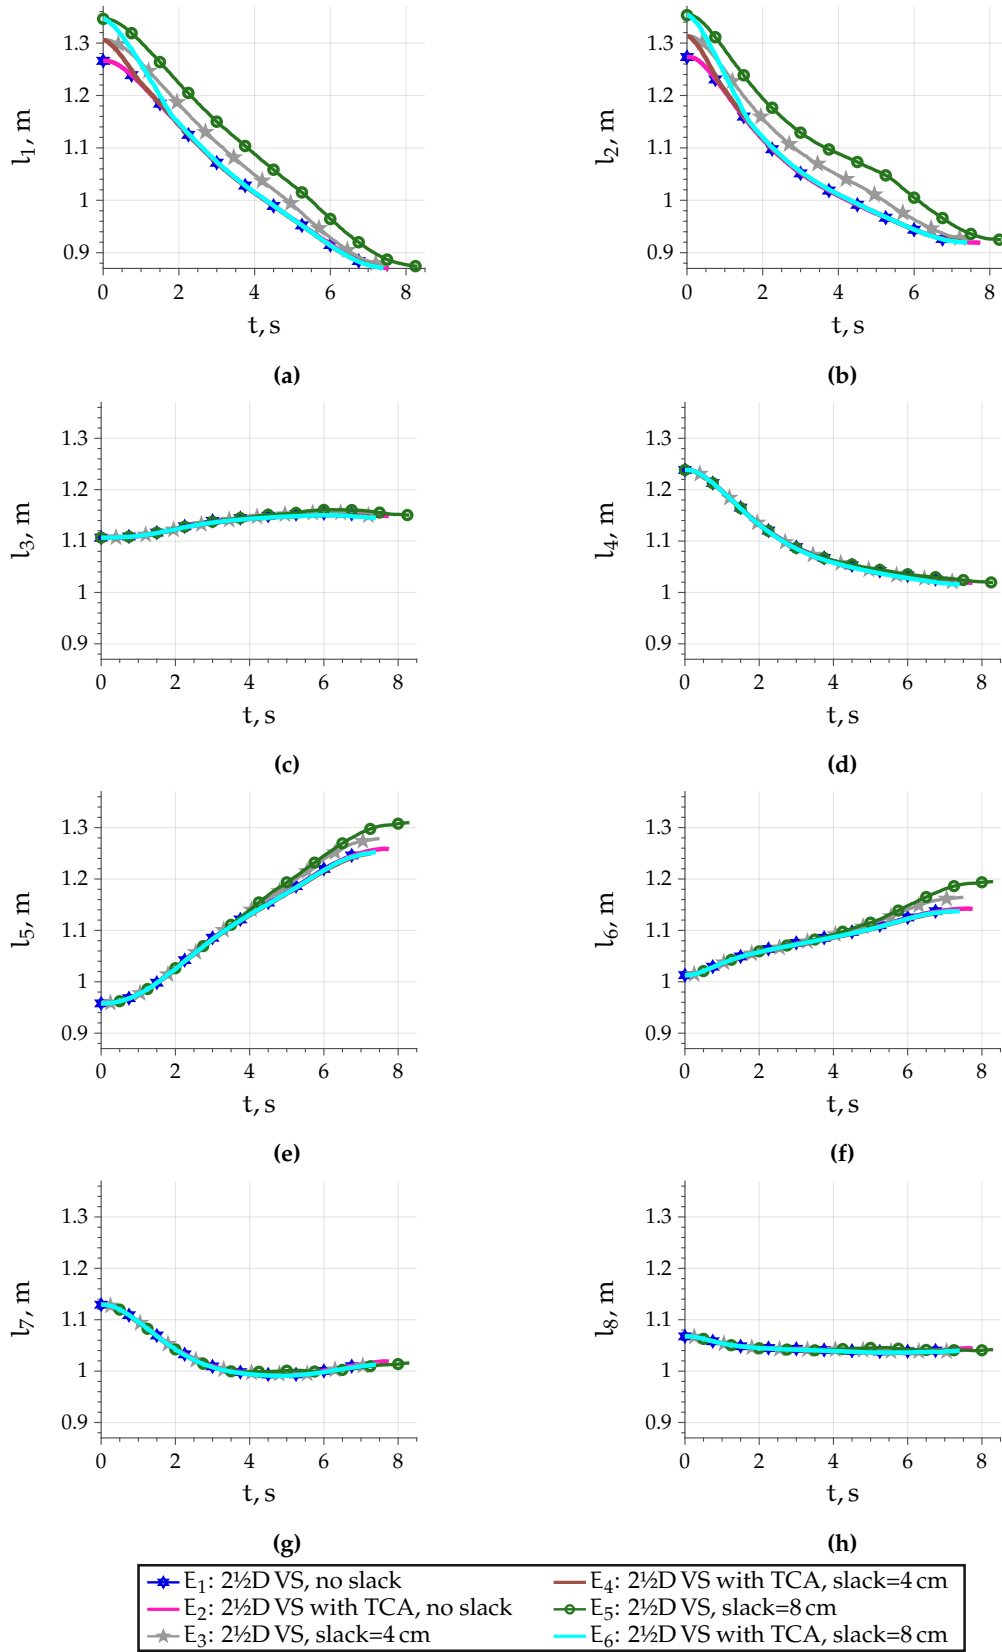 1.3
1.2
1.1
1
0.9
l1, m
0 2 4 6 8
t, s
(a)
1.3
1.2
1.1
1
0.9
l2, m
0 2 4 6 8
t, s
(b)
1.3
1.2
1.1
1
0.9
l3, m
0 2 4 6 8
t, s
(c)
1.3
1.2
1.1
1
0.9
l4, m
0 2 4 6 8
t, s
(d)
1.3
1.2
1.1
1
0.9
l5, m
0 2 4 6 8
t, s
(e)
1.3
1.2
1.1
1
0.9
l6, m
0 2 4 6 8
t, s
(f)
1.3
1.2
1.1
1
0.9
l7, m
0 2 4 6 8
t, s
(g)
1.3
1.2
1.1
1
0.9
l8, m
0 2 4 6 8
t, s
(h)
E1: 2½D VS, no slack
E2: 2½D VS with TCA, no slack
E3: 2½D VS, slack=4 cm
E4: 2½D VS with TCA, slack=4 cm
E5: 2½D VS, slack=8 cm
E6: 2½D VS with TCA, slack=8 cm